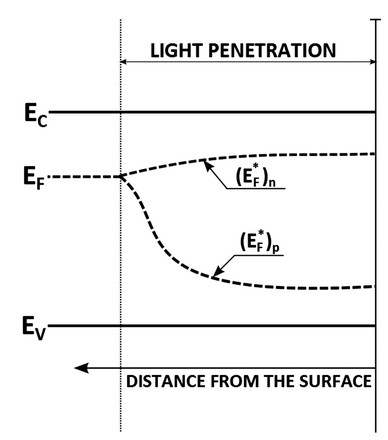 LIGHT PENETRATION
E_C
E_F
(E_F^*)_n
(E_F^*)_p
E_V
DISTANCE FROM THE SURFACE